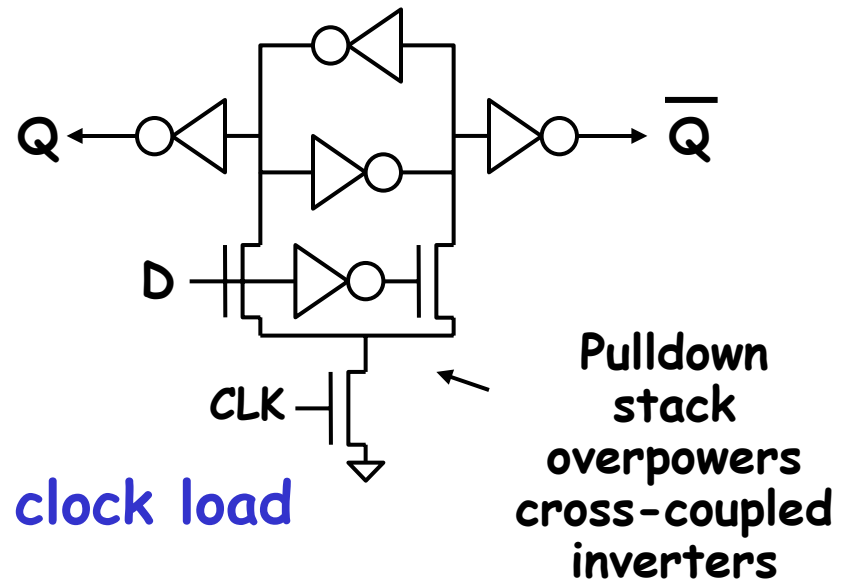 Q
Q̅
D
CLK
clock load
Pulldown
stack
overpowers
cross-coupled
inverters